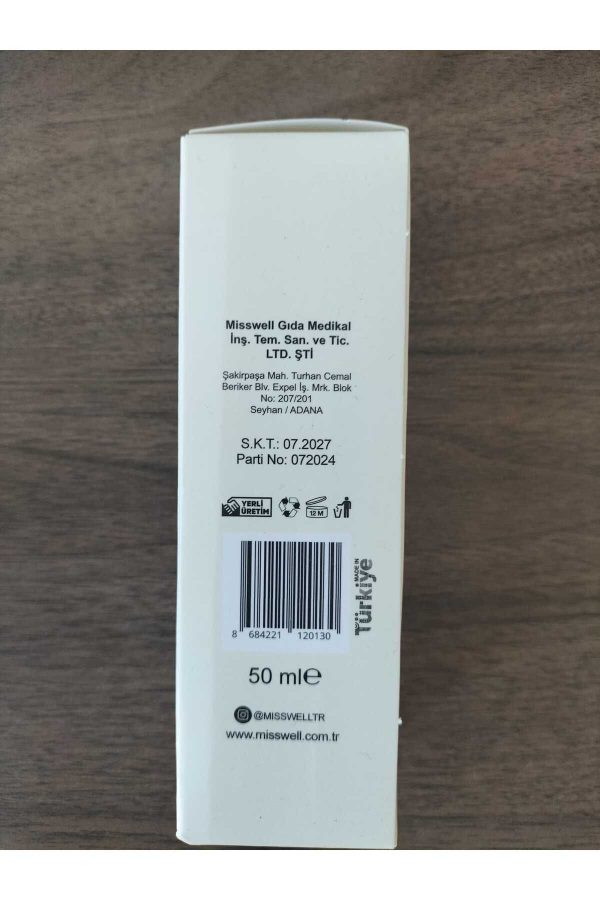 Misswell Gıda Medikal
İnş. Tem. San. ve Tic.
LTD. ŞTİ
Şakirpaşa Mah. Turhan Cemal
Beriker Blv. Expel İş. Mrk. Blok
No: 207/201
Seyhan / ADANA
S.K.T.: 07.2027
Parti No: 072024
YERLİ
ÜRETİM
12 M
8 684221 120130
MADE IN
Türkiye
50 ml℮
@MISSWELLTR
www.misswell.com.tr